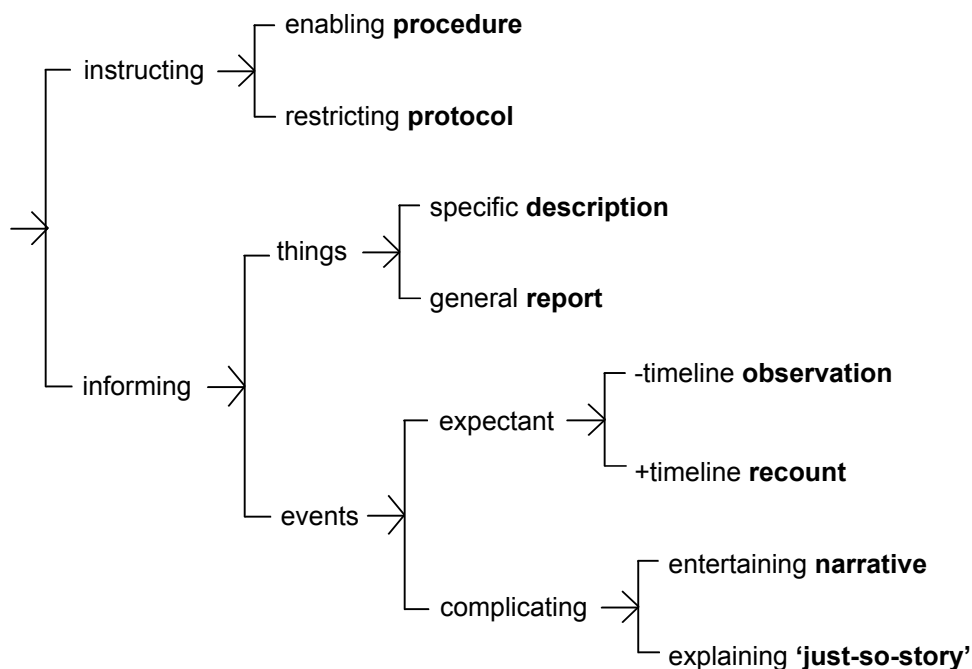 enabling procedure
instructing
restricting protocol
specific description
things
general report
informing
-timeline observation
expectant
+timeline recount
events
entertaining narrative
complicating
explaining ‘just-so-story’